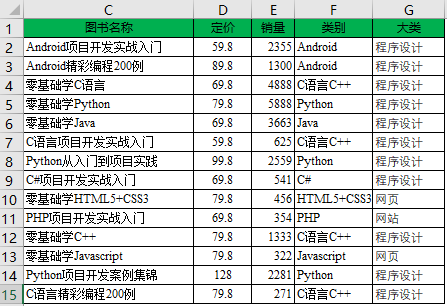 C D E F G
1 图书名称 定价 销量 类别 大类
2 Android项目开发实战入门 59.8 2355 Android 程序设计
3 Android精彩编程200例 89.8 1300 Android 程序设计
4 零基础学C语言 69.8 4888 C语言C++ 程序设计
5 零基础学Python 79.8 5888 Python 程序设计
6 零基础学Java 69.8 3663 Java 程序设计
7 C语言项目开发实战入门 59.8 625 C语言C++ 程序设计
8 Python从入门到项目实践 99.8 2559 Python 程序设计
9 C#项目开发实战入门 69.8 541 C# 程序设计
10 零基础学HTML5+CSS3 79.8 456 HTML5+CSS3 网页
11 PHP项目开发实战入门 69.8 354 PHP 网站
12 零基础学C++ 79.8 1333 C语言C++ 程序设计
13 零基础学Javascript 79.8 322 Javascript 网页
14 Python项目开发案例集锦 128 2281 Python 程序设计
15 C语言精彩编程200例 79.8 271 C语言C++ 程序设计